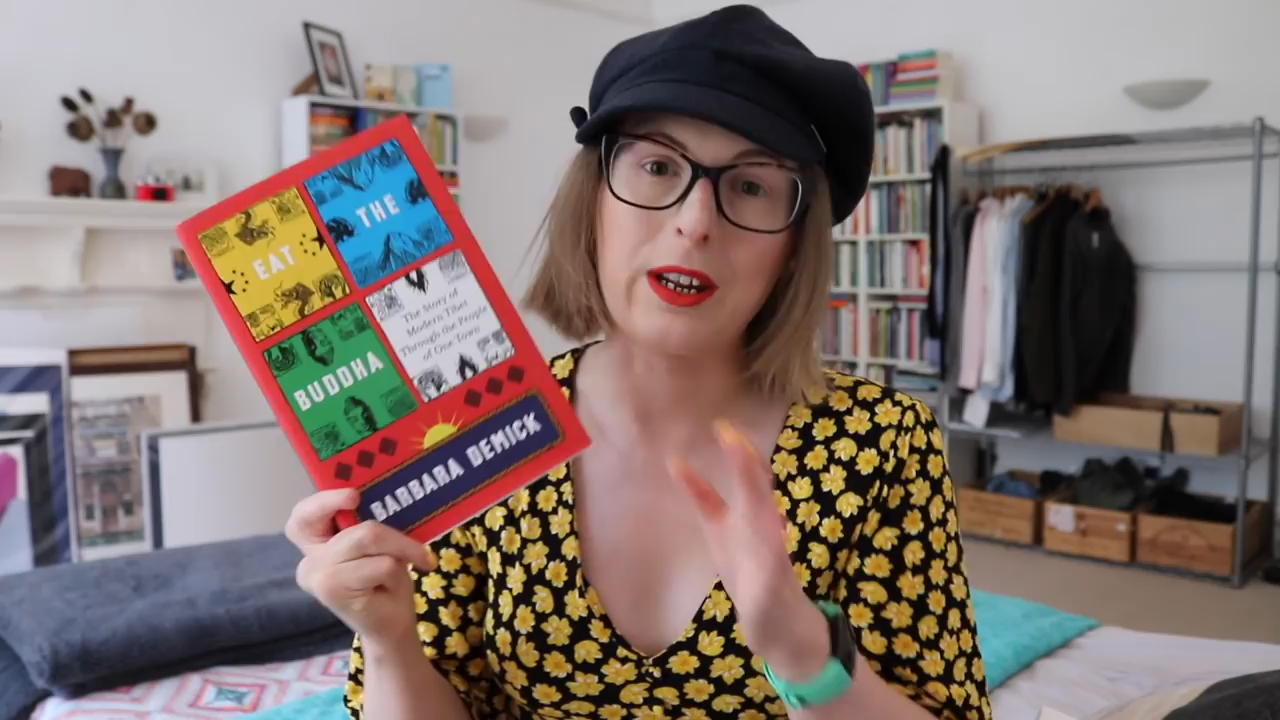 EAT
THE
BUDDHA
The Story of
Modern Tibet
Through the People
of One Town
BARBARA DEMICK